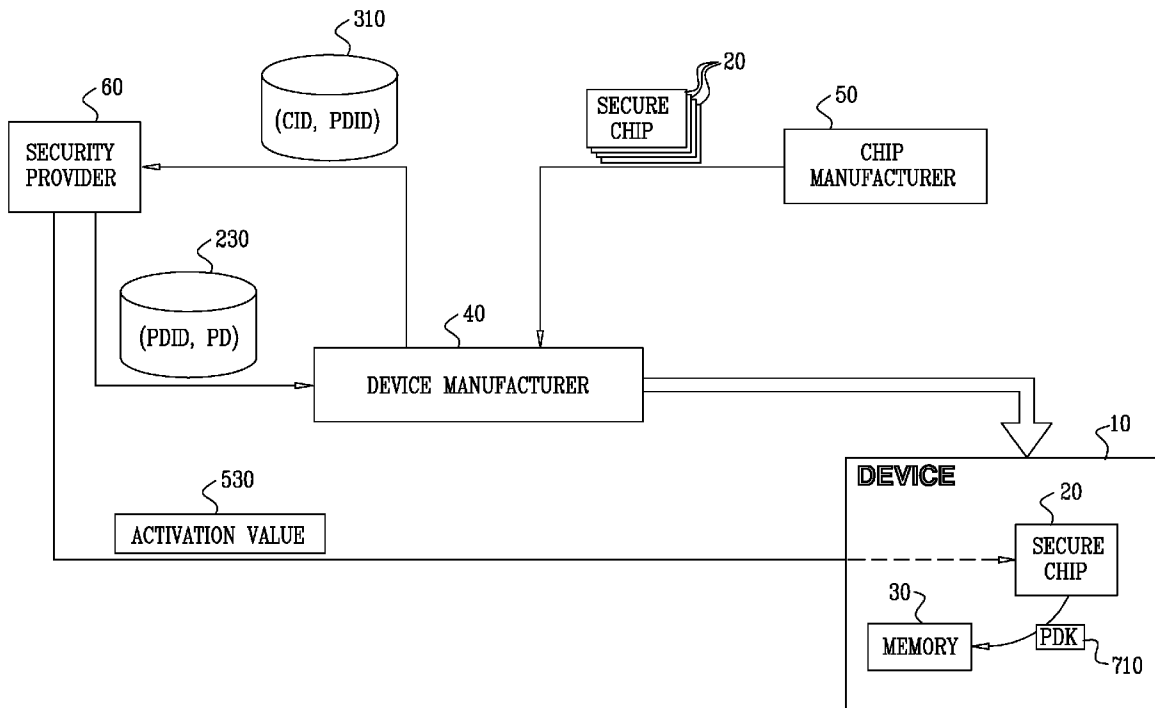 310
20
60
50
(CID, PDID)
SECURE
CHIP
SECURITY
PROVIDER
CHIP
MANUFACTURER
230
40
(PDID, PD)
DEVICE MANUFACTURER
10
DEVICE
530
20
ACTIVATION VALUE
SECURE
CHIP
30
MEMORY
PDK
710